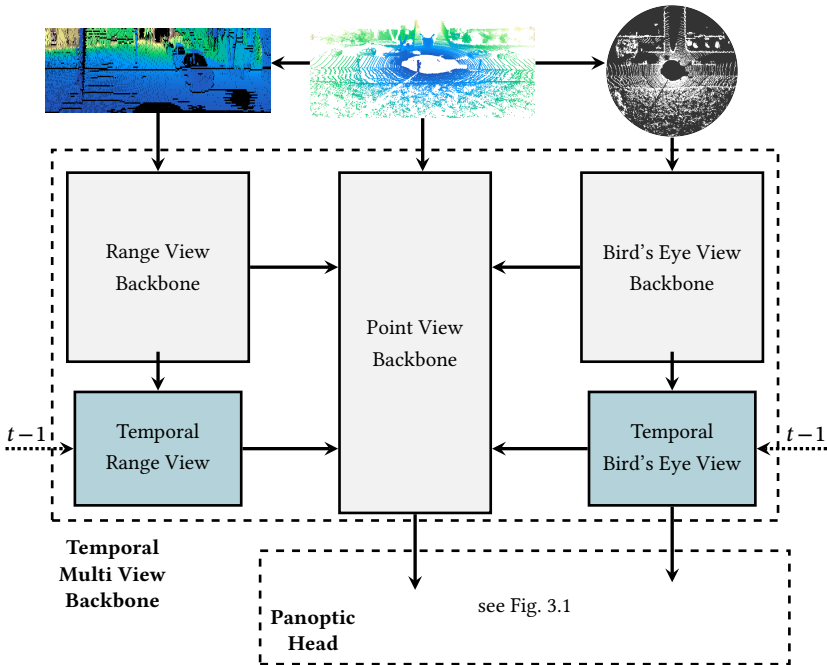 Range View
Backbone
Point View
Backbone
Bird's Eye View
Backbone
t−1
Temporal
Range View
Temporal
Bird's Eye View
t−1
Temporal
Multi View
Backbone
Panoptic
Head
see Fig. 3.1